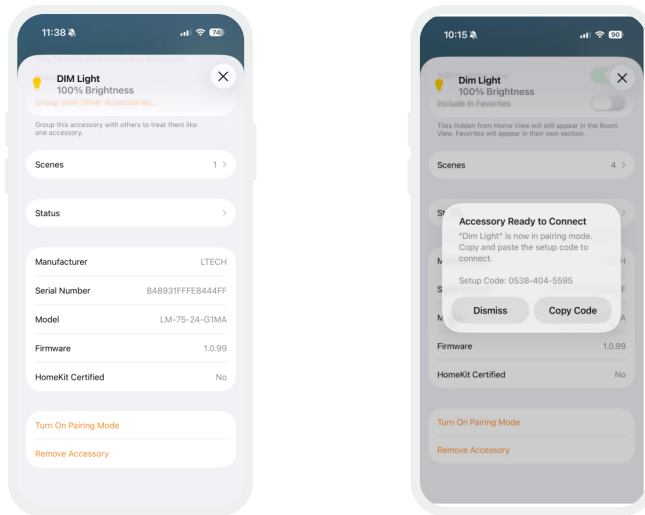 11:38
74
DIM Light
100% Brightness
Group with Other Accessories...
Group this accessory with others to treat them like
one accessory.
Scenes
1
Status
Manufacturer
LTECH
Serial Number
B48931FFFE8444FF
Model
LM-75-24-G1MA
Firmware
1.0.99
HomeKit Certified
No
Turn On Pairing Mode
Remove Accessory
10:15
90
Dim Light
100% Brightness
Include in Favorites
Tiles hidden from Home View will still appear in the Room
View. Favorites will appear in their own section.
Scenes
4
Accessory Ready to Connect
“Dim Light” is now in pairing mode.
Copy and paste the setup code to
connect.
Setup Code: 0538-404-5595
Dismiss
Copy Code
Firmware
1.0.99
HomeKit Certified
No
Turn On Pairing Mode
Remove Accessory